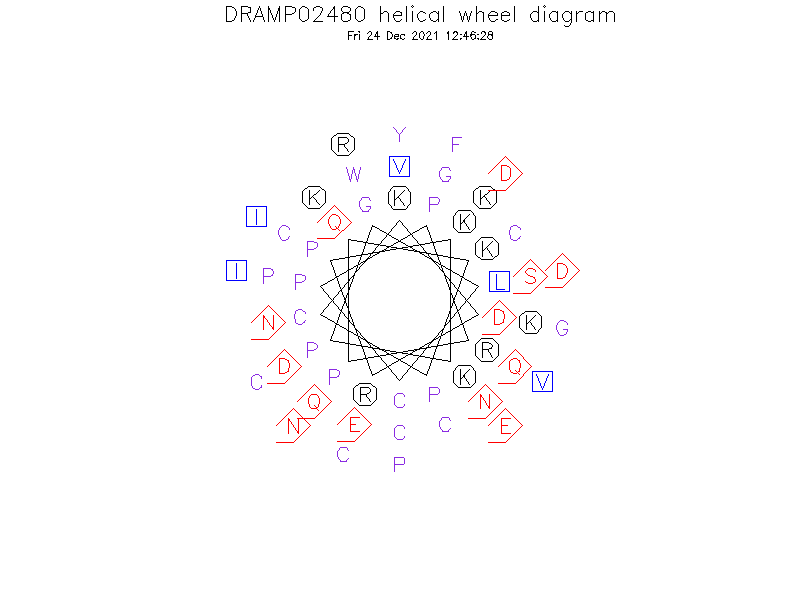 DRAMP02480 helical wheel diagram
Fri 24 Dec 2021 12:46:28
Y
R F
V
W G D
K K K
G P
Q K
I C C
P K
I P P L S D
N C D K G
P R
D Q
C P K V
Q R C P N
N E C C E
C P